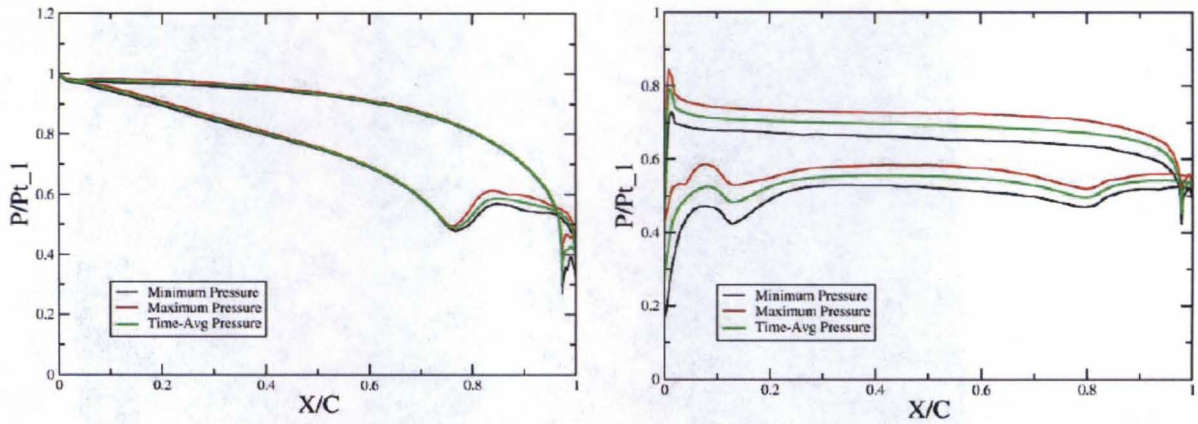 1.2
1
0.8
0.6
0.4
0.2
0
P/Pt_1
Minimum Pressure
Maximum Pressure
Time-Avg Pressure
0 0.2 0.4 0.6 0.8 1
X/C
1
0.8
0.6
0.4
0.2
0
P/Pt_1
Minimum Pressure
Maximum Pressure
Time-Avg Pressure
0 0.2 0.4 0.6 0.8 1
X/C